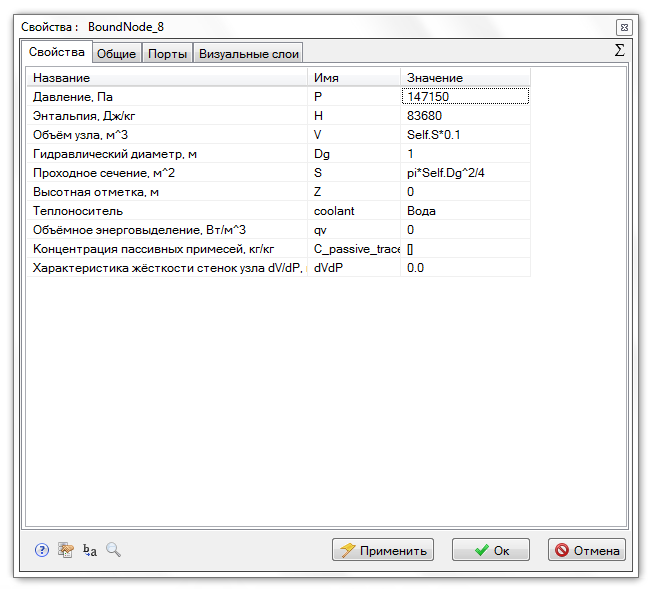 Свойства : BoundNode_8
Свойства Общие Порты Визуальные слои Σ
Название Имя Значение
Давление, Па P 147150
Энтальпия, Дж/кг H 83680
Объём узла, м^3 V Self.S*0.1
Гидравлический диаметр, м Dg 1
Проходное сечение, м^2 S pi*Self.Dg^2/4
Высотная отметка, м Z 0
Теплоноситель coolant Вода
Объёмное энерговыделение, Вт/м^3 qv 0
Концентрация пассивных примесей, кг/кг C_passive_trace []
Характеристика жёсткости стенок узла dV/dP, dVdP 0.0
? ba Применить Ок Отмена